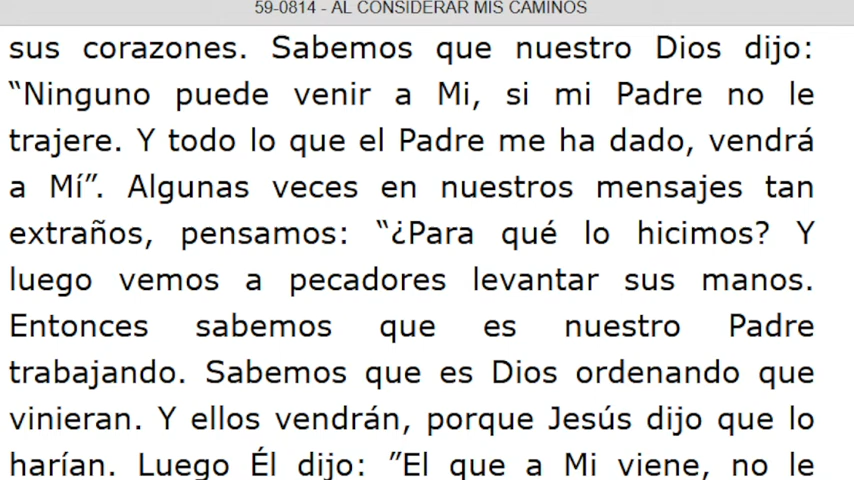 59-0814 - AL CONSIDERAR MIS CAMINOS
sus corazones. Sabemos que nuestro Dios dijo:
“Ninguno puede venir a Mi, si mi Padre no le
trajere. Y todo lo que el Padre me ha dado, vendrá
a Mí”. Algunas veces en nuestros mensajes tan
extraños, pensamos: “¿Para qué lo hicimos? Y
luego vemos a pecadores levantar sus manos.
Entonces sabemos que es nuestro Padre
trabajando. Sabemos que es Dios ordenando que
vinieran. Y ellos vendrán, porque Jesús dijo que lo
harían. Luego Él dijo: ”El que a Mi viene, no le